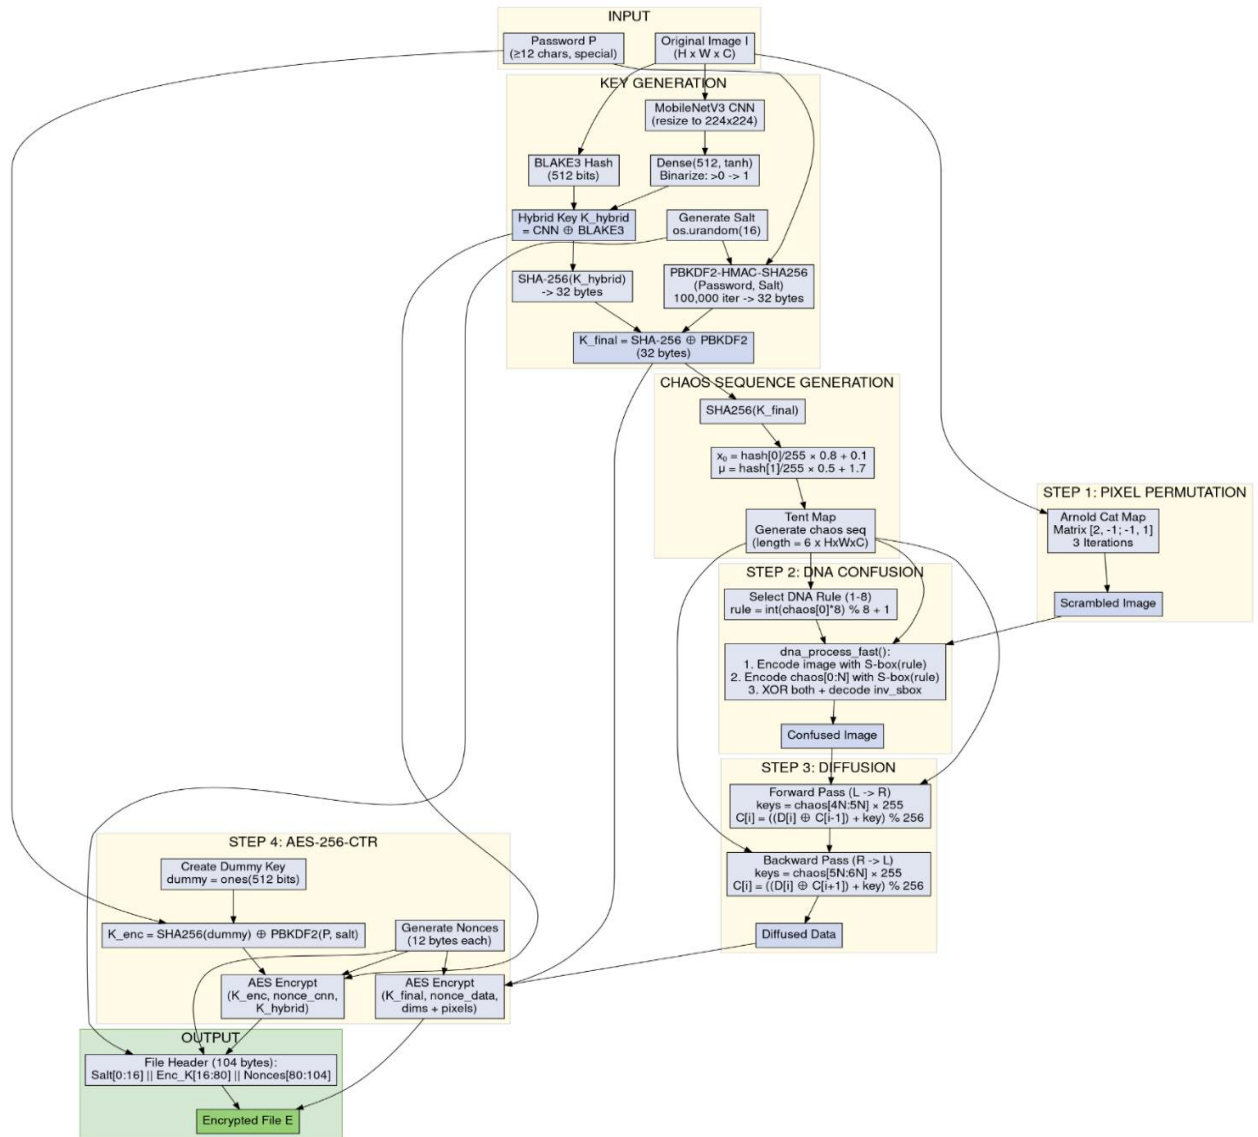 INPUT
Password P
(≥12 chars, special)
Original Image I
(H x W x C)
KEY GENERATION
MobileNetV3 CNN
(resize to 224x224)
BLAKE3 Hash
(512 bits)
Dense(512, tanh)
Binarize: >0 -> 1
Hybrid Key K_hybrid
= CNN ⊕ BLAKE3
Generate Salt
os.urandom(16)
SHA-256(K_hybrid)
-> 32 bytes
PBKDF2-HMAC-SHA256
(Password, Salt)
100,000 iter -> 32 bytes
K_final = SHA-256 ⊕ PBKDF2
(32 bytes)
CHAOS SEQUENCE GENERATION
SHA256(K_final)
x₀ = hash[0]/255 × 0.8 + 0.1
μ = hash[1]/255 × 0.5 + 1.7
Tent Map
Generate chaos seq
(length = 6 x HxWxC)
STEP 1: PIXEL PERMUTATION
Arnold Cat Map
Matrix [2, -1; -1, 1]
3 Iterations
Scrambled Image
STEP 2: DNA CONFUSION
Select DNA Rule (1-8)
rule = int(chaos[0]*8) % 8 + 1
dna_process_fast():
1. Encode image with S-box(rule)
2. Encode chaos[0:N] with S-box(rule)
3. XOR both + decode inv_sbox
Confused Image
STEP 3: DIFFUSION
Forward Pass (L -> R)
keys = chaos[4N:5N] × 255
C[i] = ((D[i] ⊕ C[i-1]) + key) % 256
Backward Pass (R -> L)
keys = chaos[5N:6N] × 255
C[i] = ((D[i] ⊕ C[i+1]) + key) % 256
Diffused Data
STEP 4: AES-256-CTR
Create Dummy Key
dummy = ones(512 bits)
K_enc = SHA256(dummy) ⊕ PBKDF2(P, salt)
Generate Nonces
(12 bytes each)
AES Encrypt
(K_enc, nonce_cnn,
K_hybrid)
AES Encrypt
(K_final, nonce_data,
dims + pixels)
OUTPUT
File Header (104 bytes):
Salt[0:16] || Enc_K[16:80] || Nonces[80:104]
Encrypted File E